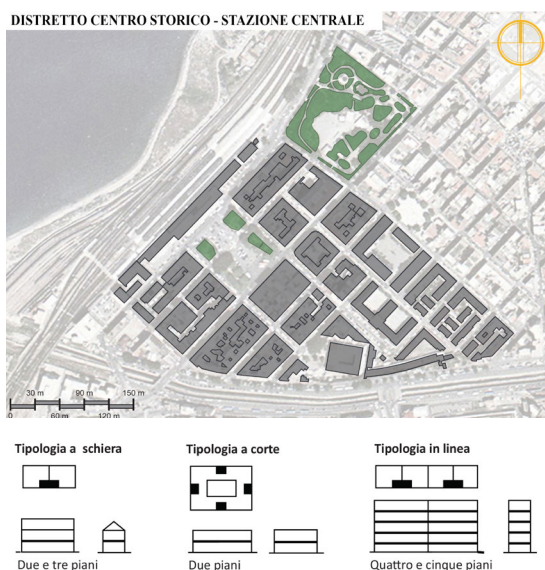 DISTRETTO CENTRO STORICO - STAZIONE CENTRALE
30 m 90 m 150 m
0 60 m 120 m
Tipologia a schiera
Tipologia a corte
Tipologia in linea
Due e tre piani
Due piani
Quattro e cinque piani